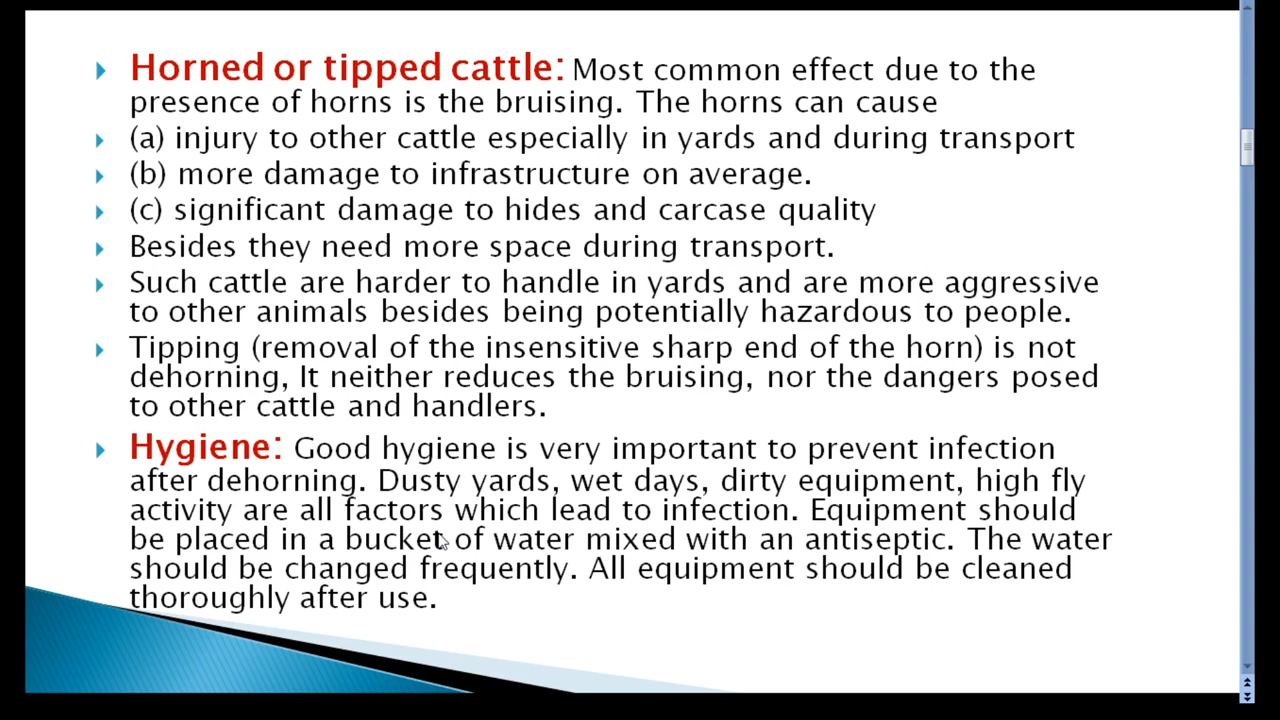 Horned or tipped cattle: Most common effect due to the
presence of horns is the bruising. The horns can cause
(a) injury to other cattle especially in yards and during transport
(b) more damage to infrastructure on average.
(c) significant damage to hides and carcase quality
Besides they need more space during transport.
Such cattle are harder to handle in yards and are more aggressive
to other animals besides being potentially hazardous to people.
Tipping (removal of the insensitive sharp end of the horn) is not
dehorning, It neither reduces the bruising, nor the dangers posed
to other cattle and handlers.
Hygiene: Good hygiene is very important to prevent infection
after dehorning. Dusty yards, wet days, dirty equipment, high fly
activity are all factors which lead to infection. Equipment should
be placed in a bucket of water mixed with an antiseptic. The water
should be changed frequently. All equipment should be cleaned
thoroughly after use.